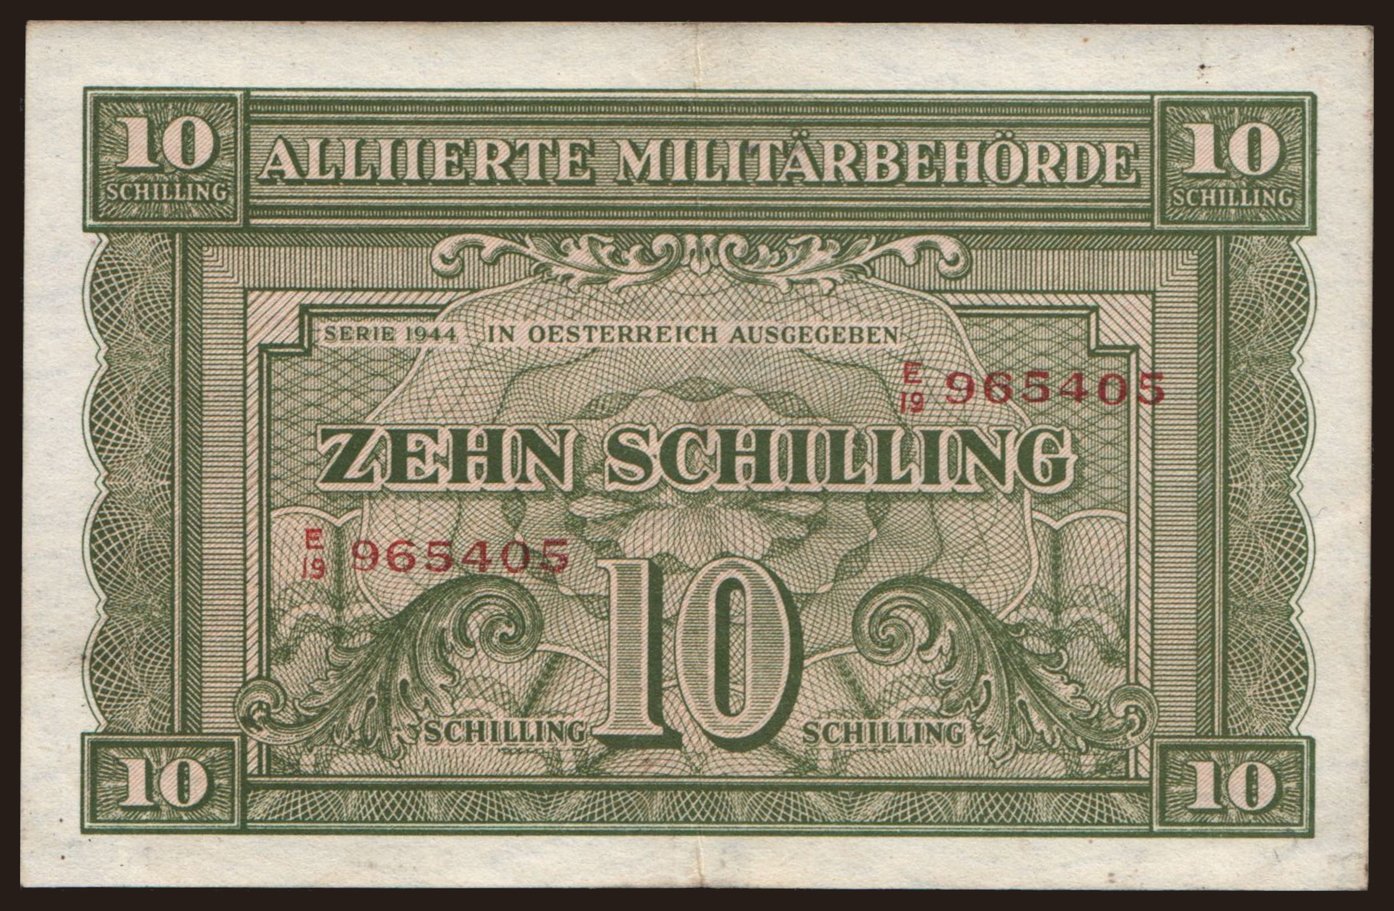 10 ALLIIERTE MILITÄRBEHÖRDE 10
SCHILLING SCHILLING
SERIE 1944 IN OESTERREICH AUSGEGEBEN
E/19 965405
ZEHN SCHILLING
E/19 965405
10
SCHILLING SCHILLING
10 10